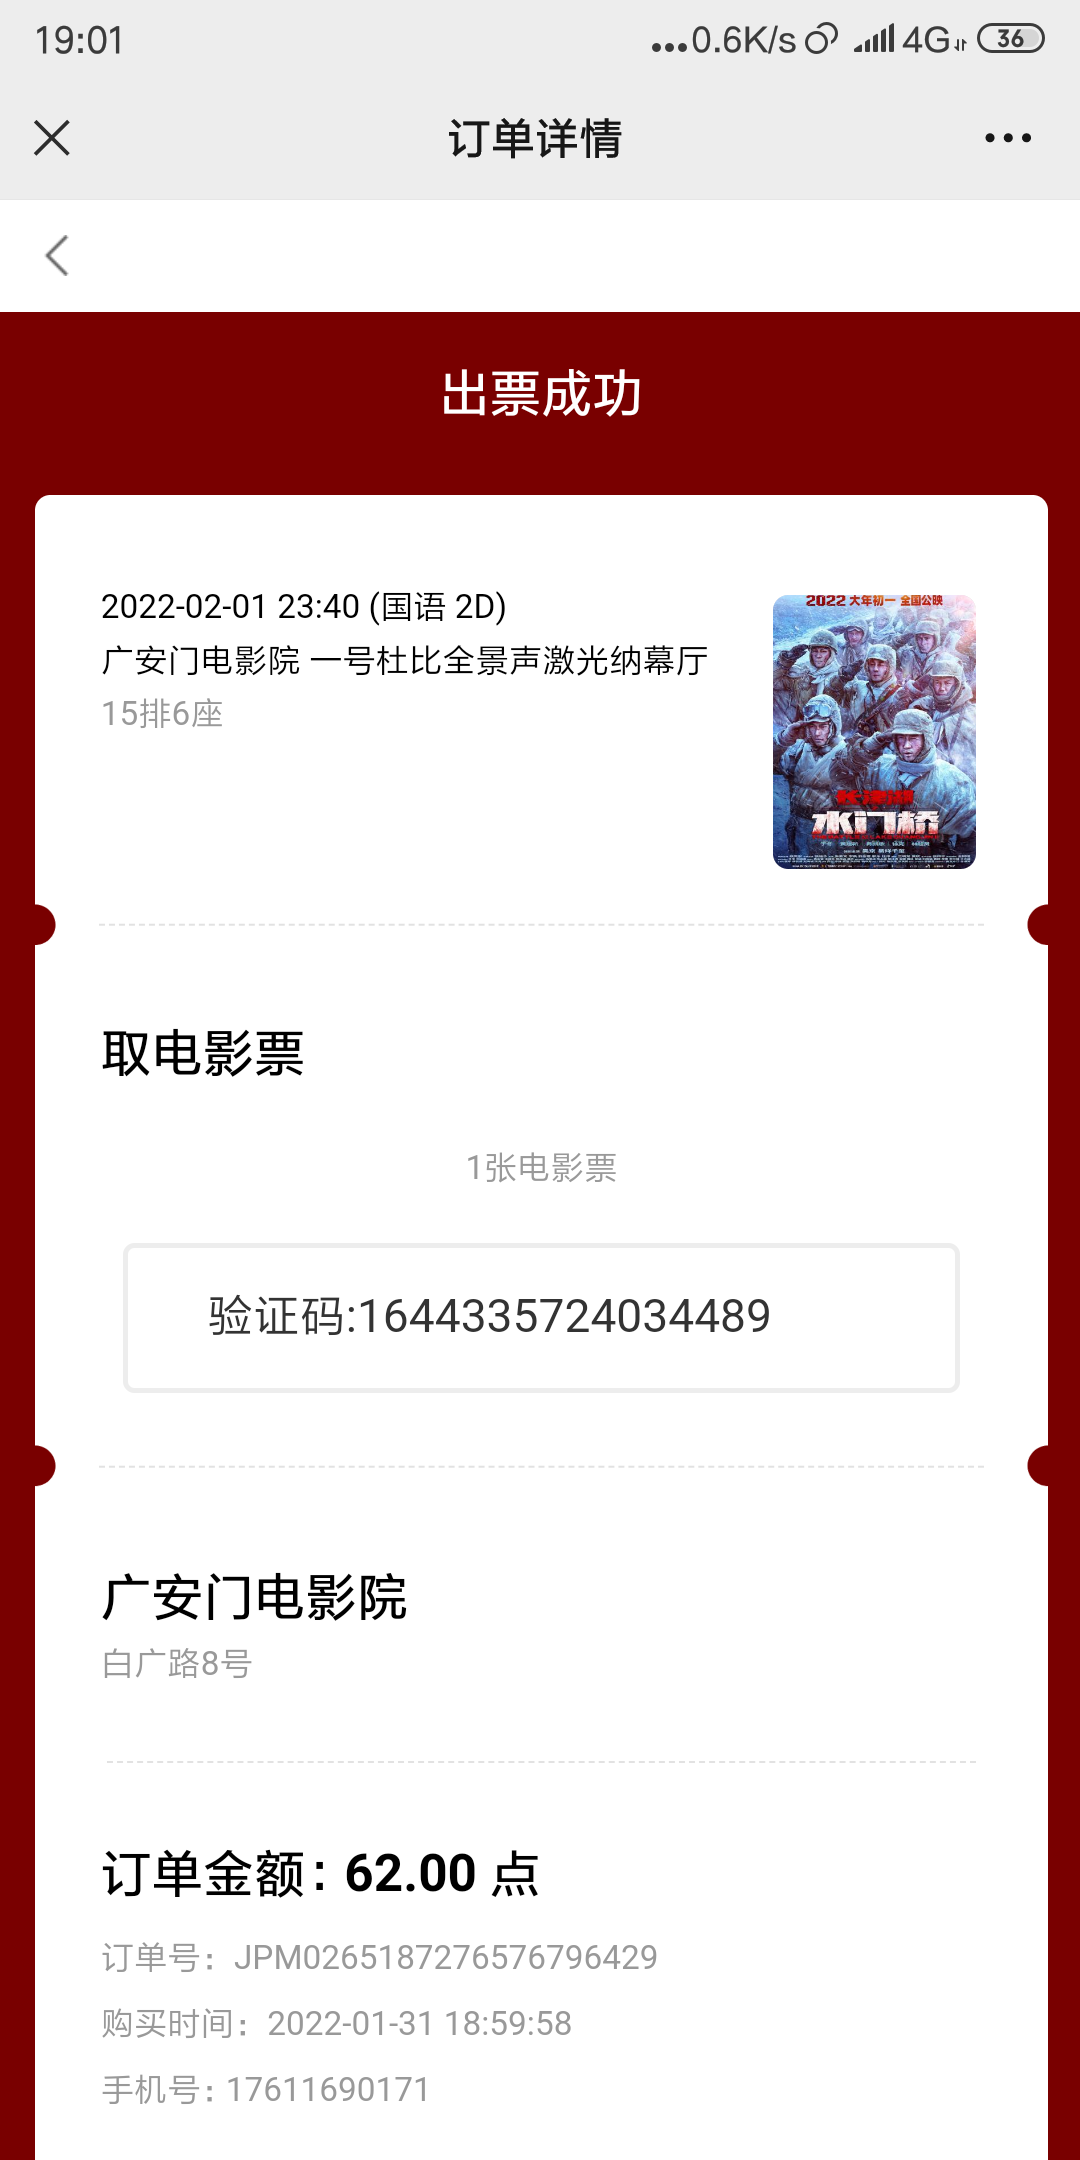 19:01
...0.6K/s 4G 36
订单详情
出票成功
2022-02-01 23:40 (国语 2D)
广安门电影院 一号杜比全景声激光纳幕厅
15排6座
2022 大年初一 全国公映
长津湖
水门桥
取电影票
1张电影票
验证码:1644335724034489
广安门电影院
白广路8号
订单金额：62.00 点
订单号：JPM0265187276576796429
购买时间：2022-01-31 18:59:58
手机号：17611690171